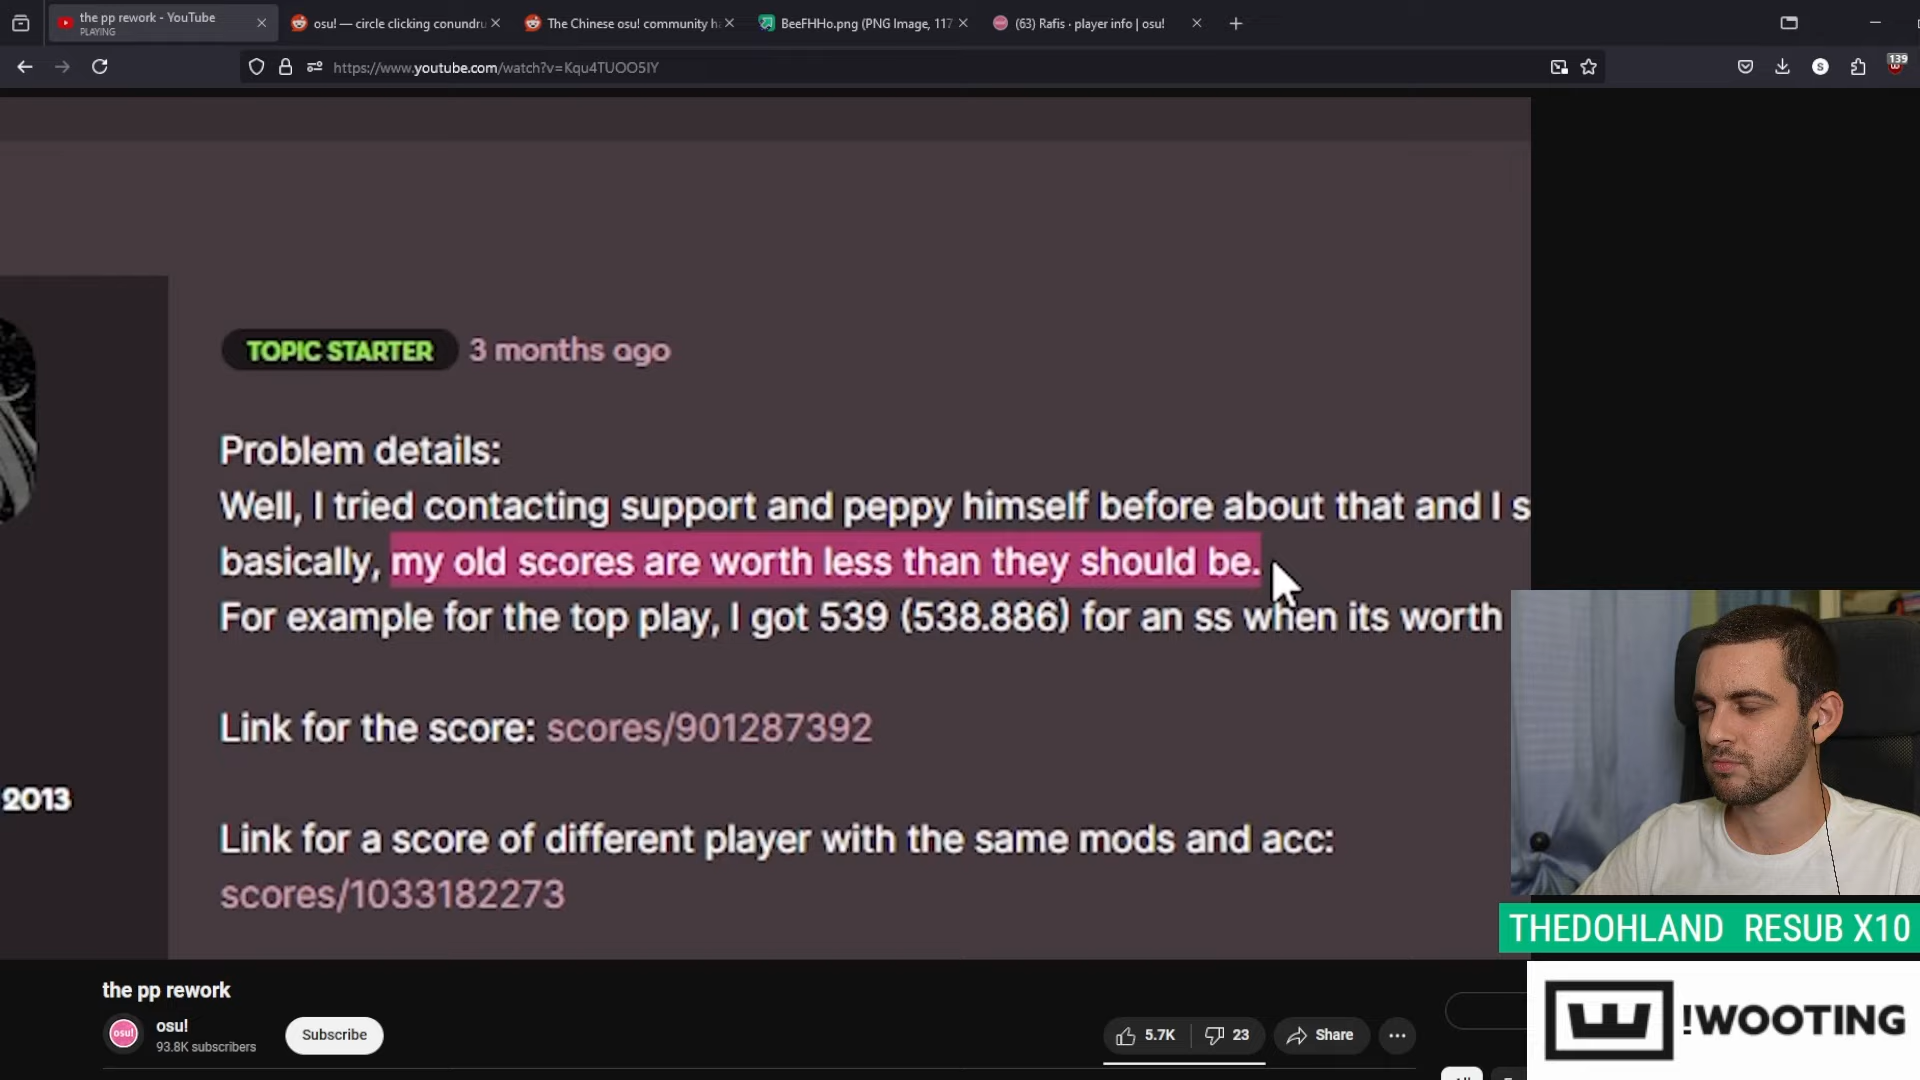 the pp rework - YouTube
PLAYING
osu! — circle clicking conundru
The Chinese osu! community h
BeeFHHo.png (PNG Image, 117
(63) Rafis · player info | osu!
https://www.youtube.com/watch?v=Kqu4TUOO5IY
S
139
TOPIC STARTER 3 months ago
Problem details:
Well, I tried contacting support and peppy himself before about that and I s
basically, my old scores are worth less than they should be.
For example for the top play, I got 539 (538.886) for an ss when its worth
Link for the score: scores/901287392
2013
Link for a score of different player with the same mods and acc:
scores/1033182273
THEDOHLAND RESUB X10
the pp rework
osu!
osu!
93.8K subscribers
Subscribe
5.7K
23
Share
!WOOTING